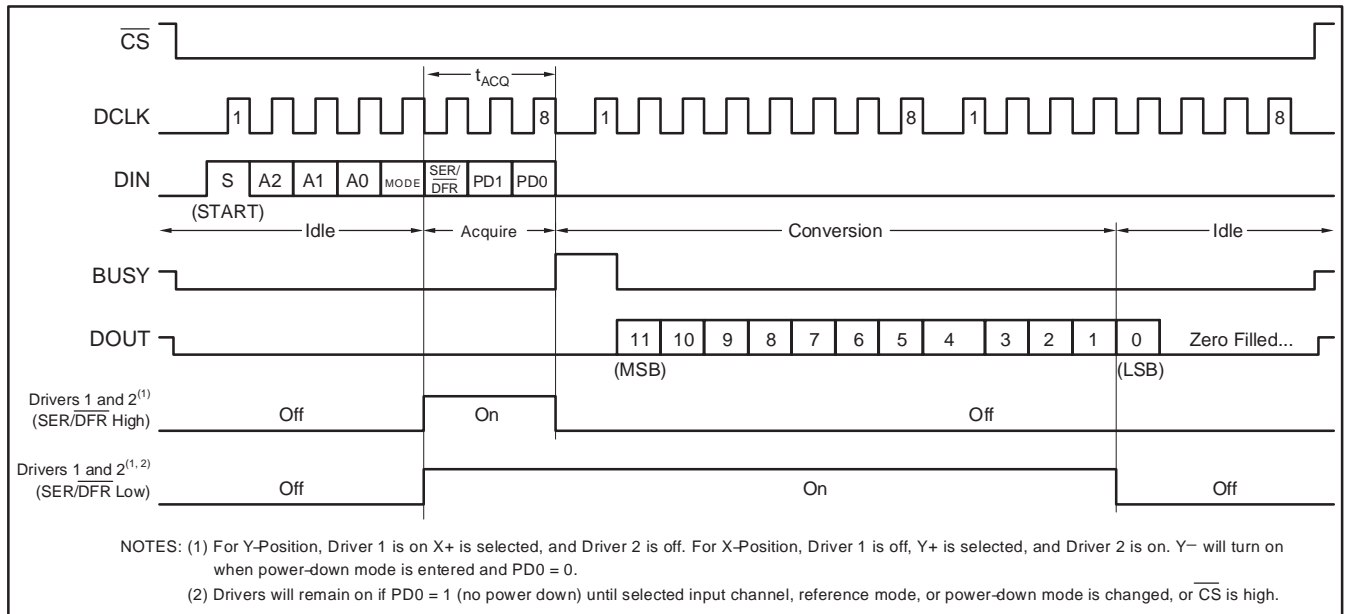 CS
tACQ
DCLK 1 8 1 8 1 8
DIN S A2 A1 A0 MODE SER/DFR PD1 PD0
(START)
Idle Acquire Conversion Idle
BUSY
DOUT 11 10 9 8 7 6 5 4 3 2 1 0 Zero Filled...
(MSB) (LSB)
Drivers 1 and 2(1)
(SER/DFR High) Off On Off
Drivers 1 and 2(1, 2)
(SER/DFR Low) Off On Off
NOTES: (1) For Y-Position, Driver 1 is on X+ is selected, and Driver 2 is off. For X-Position, Driver 1 is off, Y+ is selected, and Driver 2 is on. Y− will turn on
when power-down mode is entered and PD0 = 0.
(2) Drivers will remain on if PD0 = 1 (no power down) until selected input channel, reference mode, or power-down mode is changed, or CS is high.